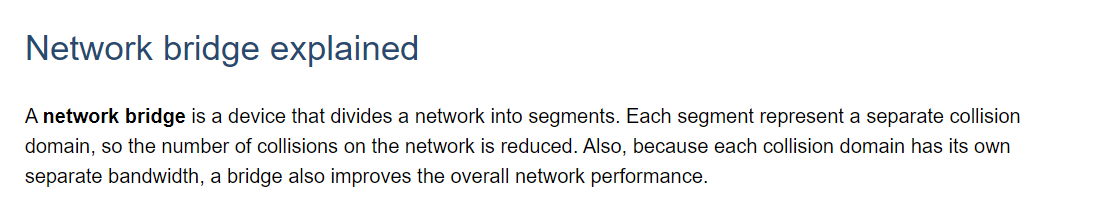 Network bridge explained
A network bridge is a device that divides a network into segments. Each segment represent a separate collision
domain, so the number of collisions on the network is reduced. Also, because each collision domain has its own
separate bandwidth, a bridge also improves the overall network performance.